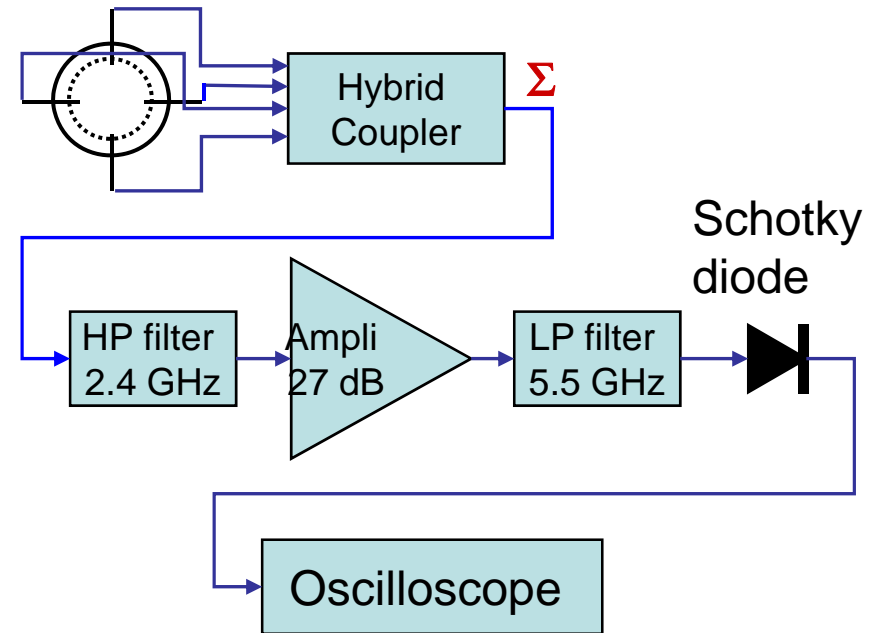 Hybrid
Coupler
Σ
Schotky
diode
HP filter
2.4 GHz
Ampli
27 dB
LP filter
5.5 GHz
Oscilloscope